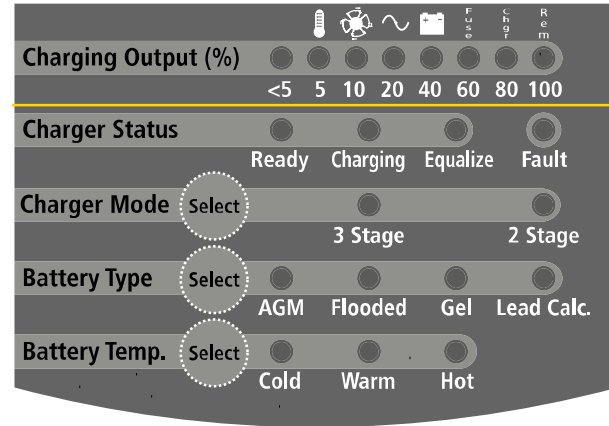 Fuse Chgr Rem
Charging Output (%)
<5 5 10 20 40 60 80 100
Charger Status
Ready Charging Equalize Fault
Charger Mode Select
3 Stage 2 Stage
Battery Type Select
AGM Flooded Gel Lead Calc.
Battery Temp. Select
Cold Warm Hot